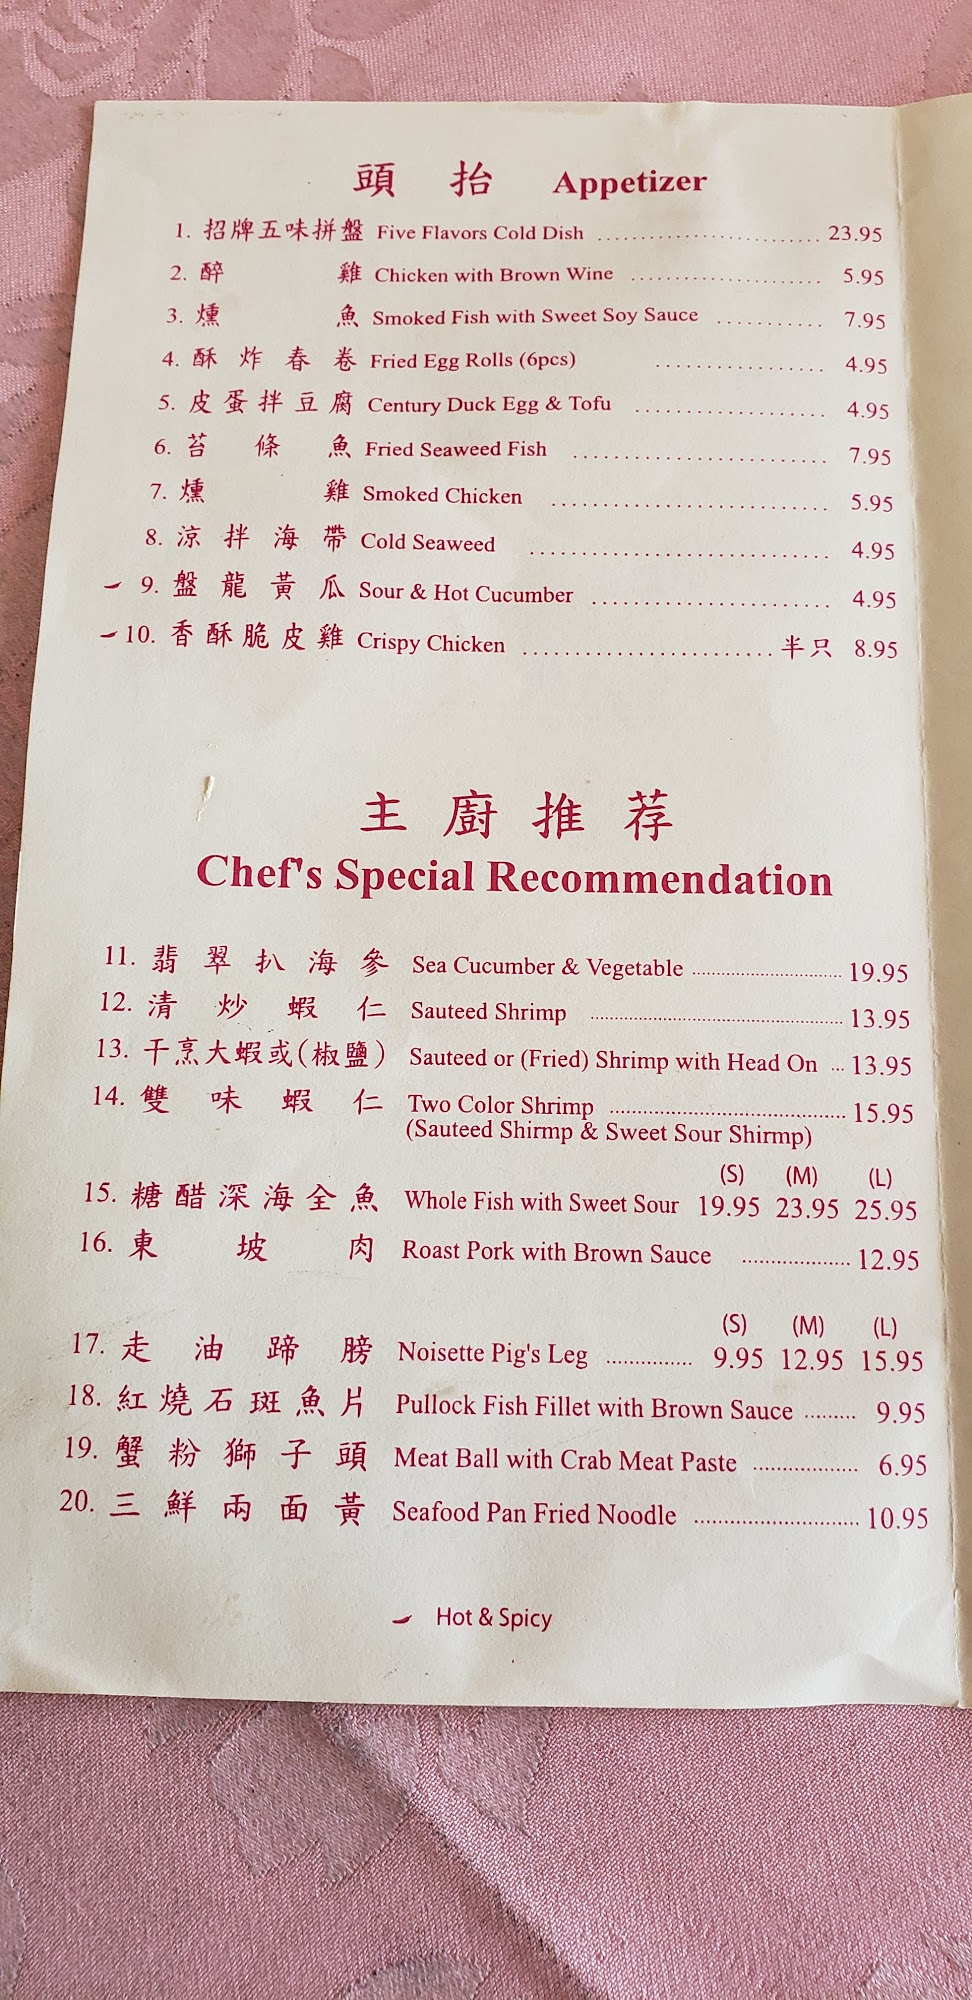 頭抬 Appetizer
1. 招牌五味拼盤 Five Flavors Cold Dish ........................... 23.95
2. 醉雞 Chicken with Brown Wine ...................... 5.95
3. 燻魚 Smoked Fish with Sweet Soy Sauce ............ 7.95
4. 酥炸春卷 Fried Egg Rolls (6pcs) ................... 4.95
5. 皮蛋拌豆腐 Century Duck Egg & Tofu ..................... 4.95
6. 苔條魚 Fried Seaweed Fish ............................ 7.95
7. 燻雞 Smoked Chicken .............................. 5.95
8. 涼拌海帶 Cold Seaweed ................................ 4.95
9. 盤龍黃瓜 Sour & Hot Cucumber .......................... 4.95
10. 香酥脆皮雞 Crispy Chicken ........................... 半只 8.95
主廚推荐
Chef's Special Recommendation
11. 翡翠扒海參 Sea Cucumber & Vegetable .............................. 19.95
12. 清炒蝦仁 Sauteed Shrimp .................................................. 13.95
13. 干烹大蝦或(椒鹽) Sauteed or (Fried) Shrimp with Head On ... 13.95
14. 雙味蝦仁 Two Color Shrimp .......................................... 15.95
(Sauteed Shirmp & Sweet Sour Shirmp)
(S) (M) (L)
15. 糖醋深海全魚 Whole Fish with Sweet Sour 19.95 23.95 25.95
16. 東坡肉 Roast Pork with Brown Sauce .................... 12.95
(S) (M) (L)
17. 走油蹄膀 Noisette Pig's Leg ............... 9.95 12.95 15.95
18. 紅燒石斑魚片 Pullock Fish Fillet with Brown Sauce ......... 9.95
19. 蟹粉獅子頭 Meat Ball with Crab Meat Paste .................. 6.95
20. 三鮮兩面黃 Seafood Pan Fried Noodle ............................. 10.95
Hot & Spicy